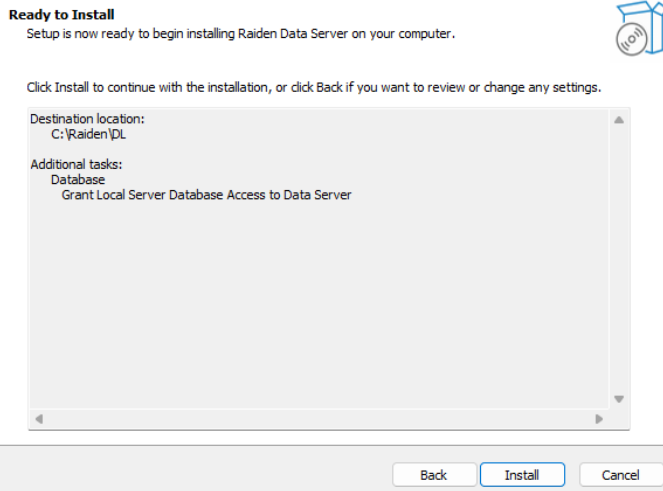 Ready to Install
Setup is now ready to begin installing Raiden Data Server on your computer.
Click Install to continue with the installation, or click Back if you want to review or change any settings.
Destination location:
C:\Raiden\DL
Additional tasks:
Database
Grant Local Server Database Access to Data Server
Back
Install
Cancel